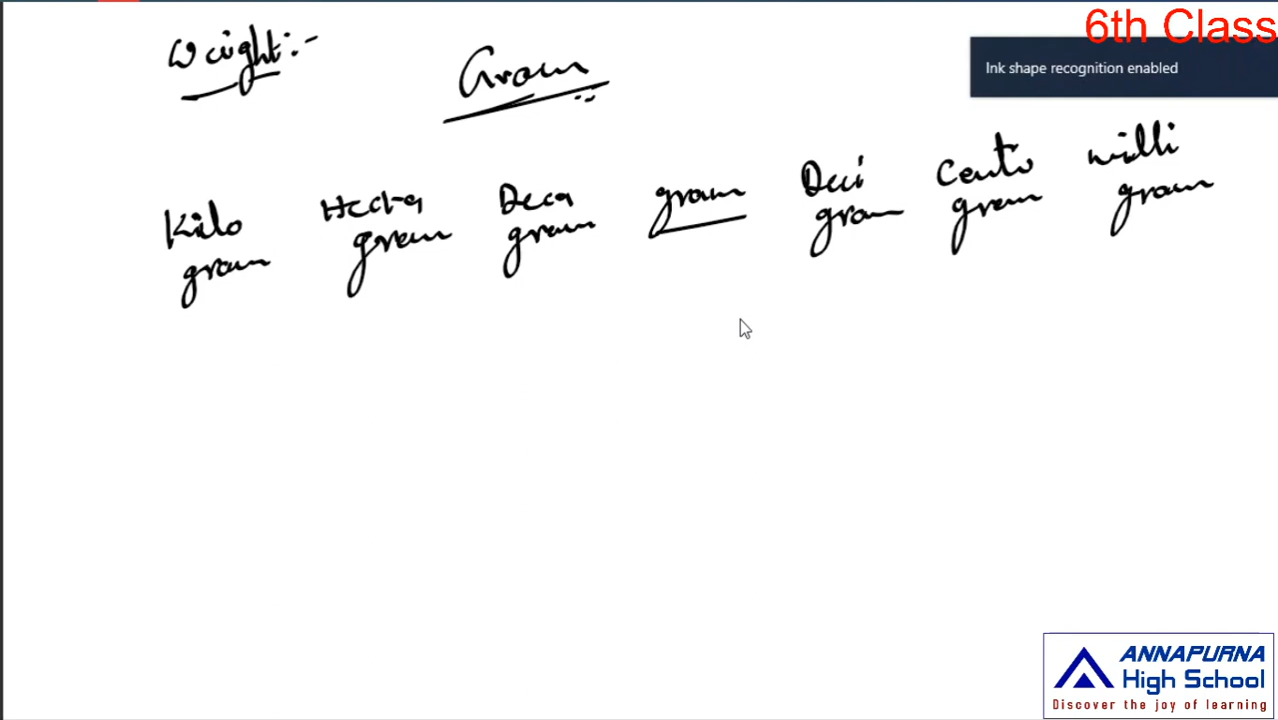 6th Class
Weight:-
Gram
Ink shape recognition enabled
Kilo gram
Hecta gram
Deca gram
gram
Deci gram
Centi gram
milli gram
ANNAPURNA
High School
Discover the joy of learning